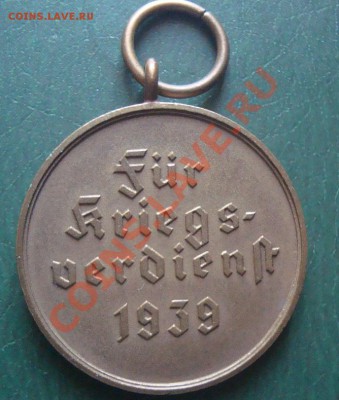 COINS.LAVE.RU
Für
Kriegs-
verdienst
1939
COINS.LAVE.RU